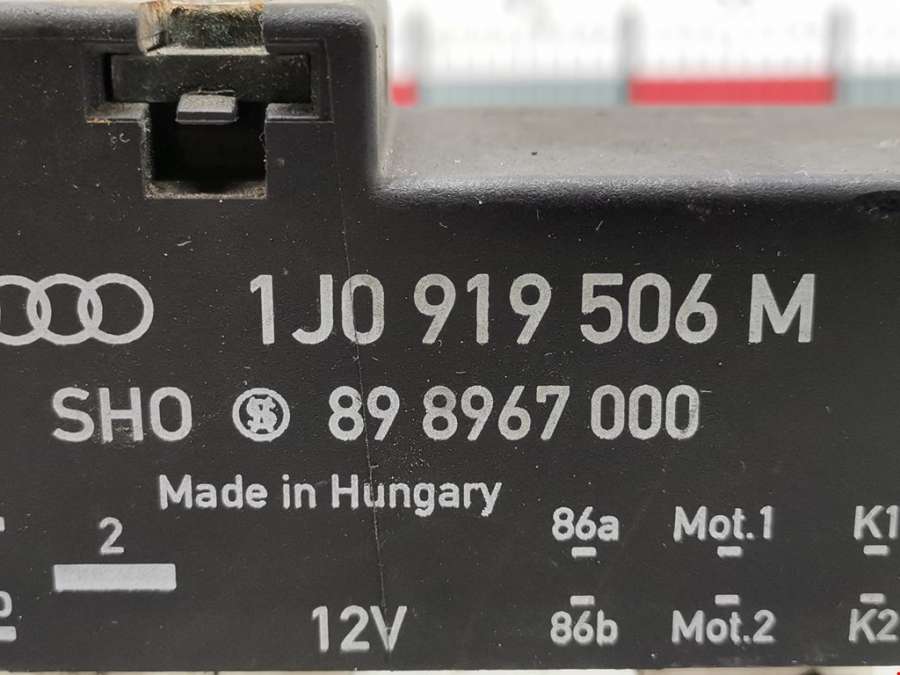 1J0 919 506 M
SHO 89 8967 000
Made in Hungary
2
86a Mot.1 K1
12V
86b Mot.2 K2